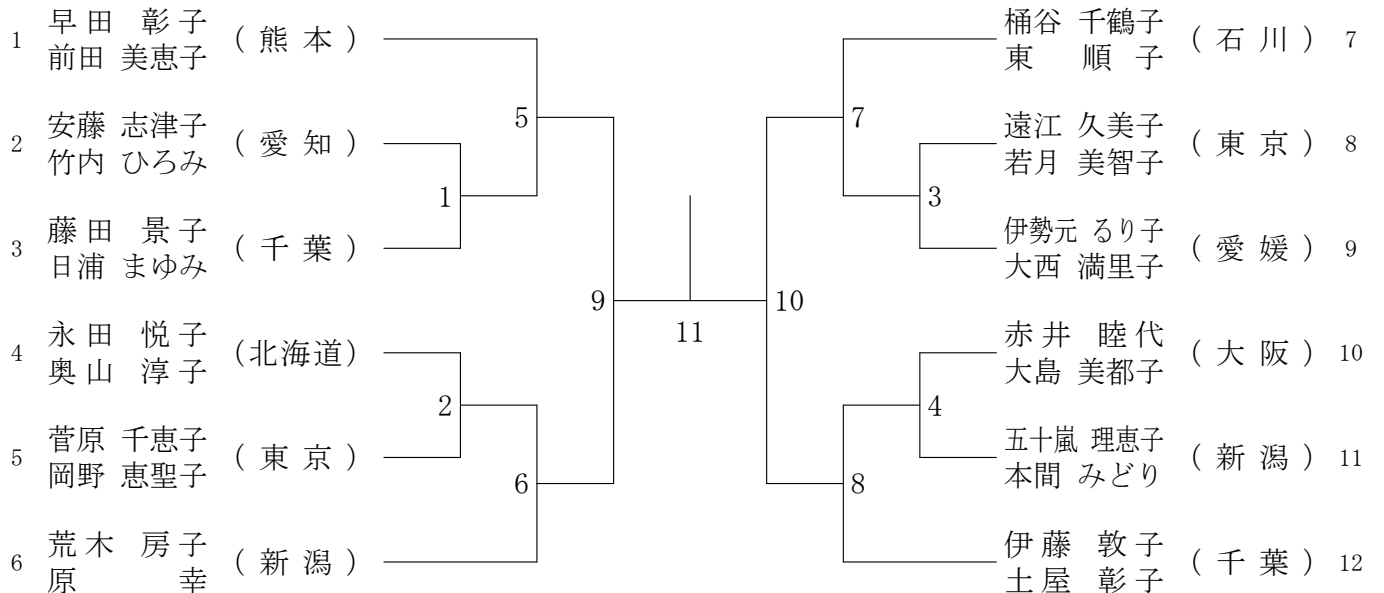 1 早田 彰子 (熊本)
前田 美恵子
2 安藤 志津子 (愛知)
竹内 ひろみ
3 藤田 景子 (千葉)
日浦 まゆみ
4 永田 悦子 (北海道)
奥山 淳子
5 菅原 千恵子 (東京)
岡野 恵聖子
6 荒木 房子 (新潟)
原 幸
5
1
9
2
6
11
7
3
10
4
8
桶谷 千鶴子 (石川) 7
東 順子
遠江 久美子 (東京) 8
若月 美智子
伊勢元 るり子 (愛媛) 9
大西 満里子
赤井 睦代 (大阪) 10
大島 美都子
五十嵐 理恵子 (新潟) 11
本間 みどり
伊藤 敦子 (千葉) 12
土屋 彰子